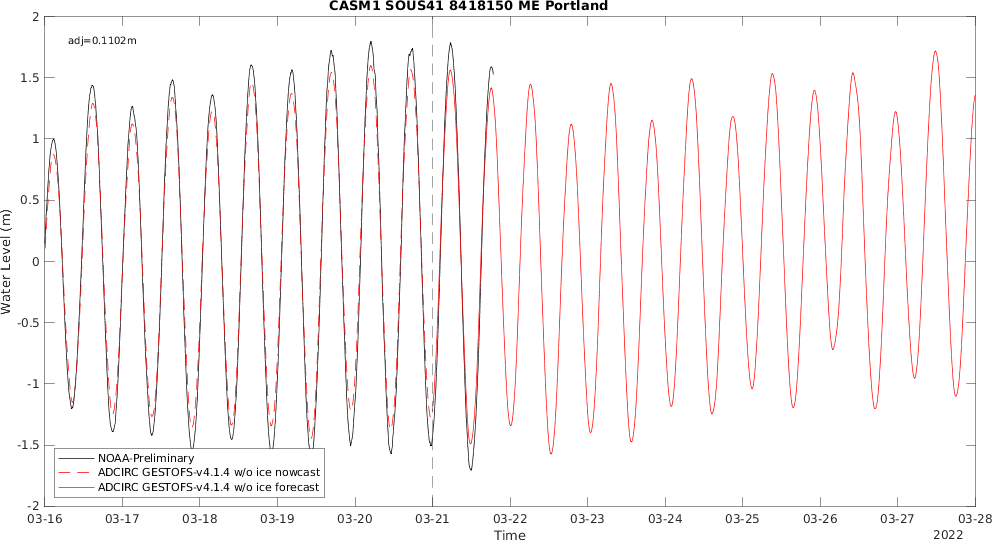 CASM1 SOUS41 8418150 ME Portland
adj=0.1102m
2
1.5
1
0.5
0
-0.5
-1
-1.5
-2
Water Level (m)
NOAA-Preliminary
ADCIRC GESTOFS-v4.1.4 w/o ice nowcast
ADCIRC GESTOFS-v4.1.4 w/o ice forecast
03-16 03-17 03-18 03-19 03-20 03-21 03-22 03-23 03-24 03-25 03-26 03-27 03-28
Time
2022